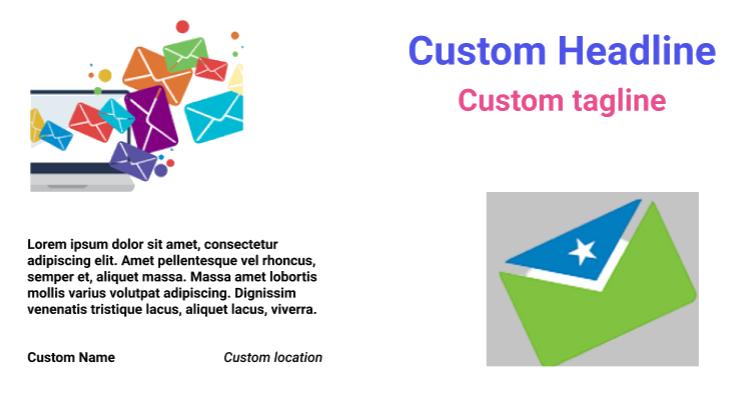 Custom Headline
Custom tagline
Lorem ipsum dolor sit amet, consectetur
adipiscing elit. Amet pellentesque vel rhoncus,
semper et, aliquet massa. Massa amet lobortis
mollis varius volutpat adipiscing. Dignissim
venenatis tristique lacus, aliquet lacus, viverra.
Custom Name
Custom location